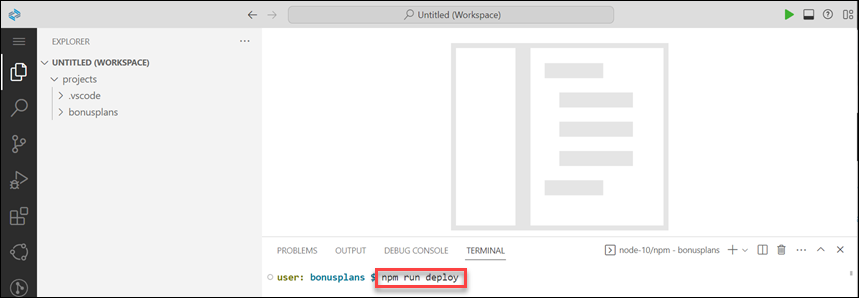 Untitled (Workspace)
EXPLORER
UNTITLED (WORKSPACE)
projects
.vscode
bonusplans
PROBLEMS OUTPUT DEBUG CONSOLE TERMINAL node-10/npm - bonusplans
user: bonusplans $ npm run deploy